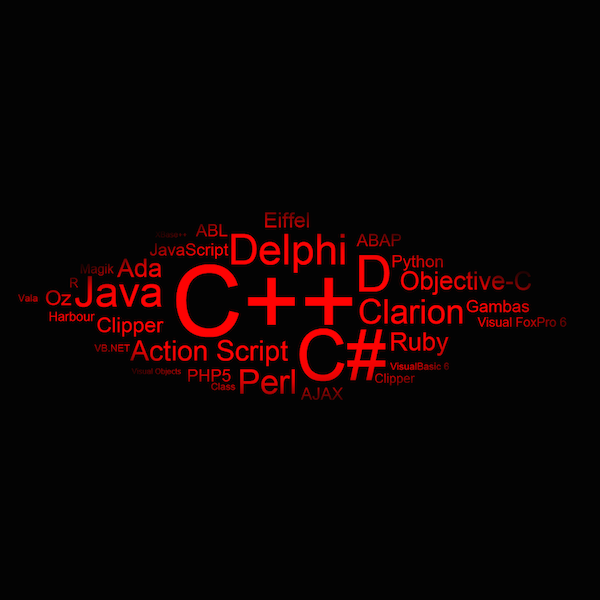 Eiffel
ABL
ABAP
JavaScript
Delphi
Python
Magik
Ada
D
Objective-C
R
Java
C++
Vala
Oz
Clarion
Gambas
Harbour
Clipper
Visual FoxPro 6
VB.NET
Action Script
C#
Ruby
Visual Objects
PHP5
Perl
VisualBasic 6
Class
Clipper
AJAX